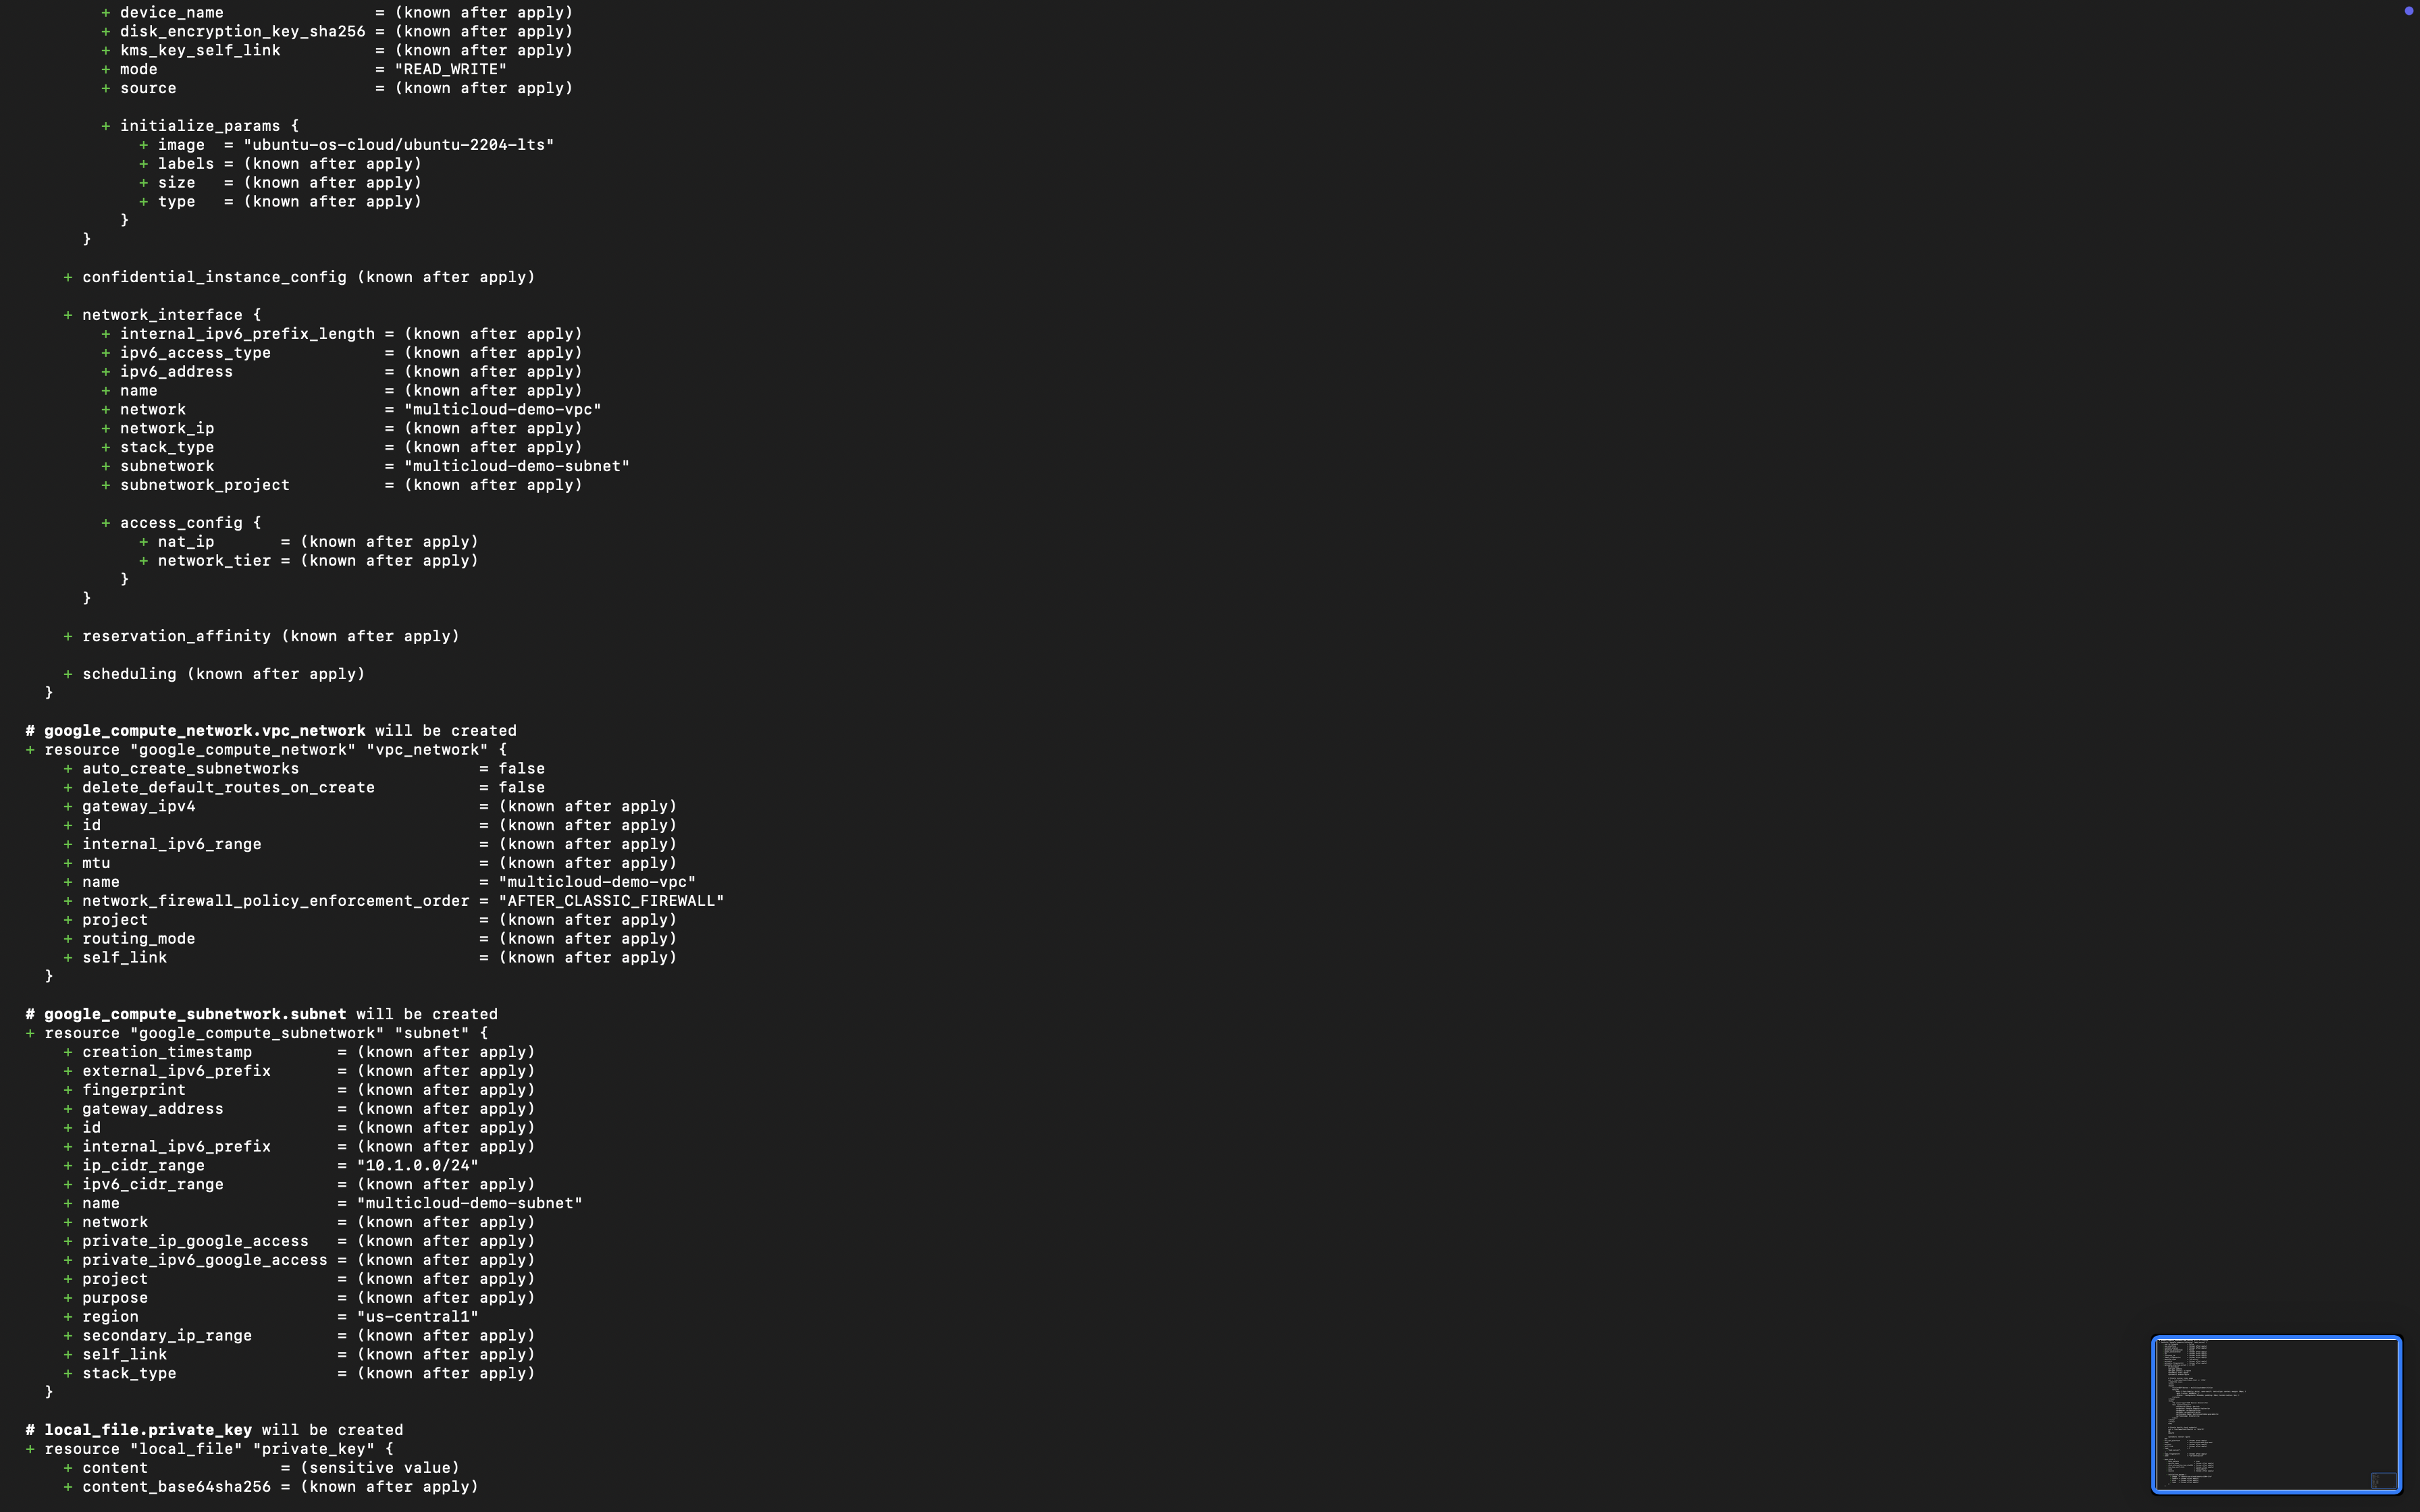 + device_name                = (known after apply)
+ disk_encryption_key_sha256 = (known after apply)
+ kms_key_self_link          = (known after apply)
+ mode                       = "READ_WRITE"
+ source                     = (known after apply)
+ initialize_params {
+ image  = "ubuntu-os-cloud/ubuntu-2204-lts"
+ labels = (known after apply)
+ size   = (known after apply)
+ type   = (known after apply)
}
}
+ confidential_instance_config (known after apply)
+ network_interface {
+ internal_ipv6_prefix_length = (known after apply)
+ ipv6_access_type            = (known after apply)
+ ipv6_address                = (known after apply)
+ name                        = (known after apply)
+ network                     = "multicloud-demo-vpc"
+ network_ip                  = (known after apply)
+ stack_type                  = (known after apply)
+ subnetwork                  = "multicloud-demo-subnet"
+ subnetwork_project          = (known after apply)
+ access_config {
+ nat_ip       = (known after apply)
+ network_tier = (known after apply)
}
}
+ reservation_affinity (known after apply)
+ scheduling (known after apply)
}
# google_compute_network.vpc_network will be created
+ resource "google_compute_network" "vpc_network" {
+ auto_create_subnetworks                   = false
+ delete_default_routes_on_create           = false
+ gateway_ipv4                              = (known after apply)
+ id                                        = (known after apply)
+ internal_ipv6_range                       = (known after apply)
+ mtu                                       = (known after apply)
+ name                                      = "multicloud-demo-vpc"
+ network_firewall_policy_enforcement_order = "AFTER_CLASSIC_FIREWALL"
+ project                                   = (known after apply)
+ routing_mode                              = (known after apply)
+ self_link                                 = (known after apply)
}
# google_compute_subnetwork.subnet will be created
+ resource "google_compute_subnetwork" "subnet" {
+ creation_timestamp         = (known after apply)
+ external_ipv6_prefix       = (known after apply)
+ fingerprint                = (known after apply)
+ gateway_address            = (known after apply)
+ id                         = (known after apply)
+ internal_ipv6_prefix       = (known after apply)
+ ip_cidr_range              = "10.1.0.0/24"
+ ipv6_cidr_range            = (known after apply)
+ name                       = "multicloud-demo-subnet"
+ network                    = (known after apply)
+ private_ip_google_access   = (known after apply)
+ private_ipv6_google_access = (known after apply)
+ project                    = (known after apply)
+ purpose                    = (known after apply)
+ region                     = "us-central1"
+ secondary_ip_range         = (known after apply)
+ self_link                  = (known after apply)
+ stack_type                 = (known after apply)
}
# local_file.private_key will be created
+ resource "local_file" "private_key" {
+ content              = (sensitive value)
+ content_base64sha256 = (known after apply)